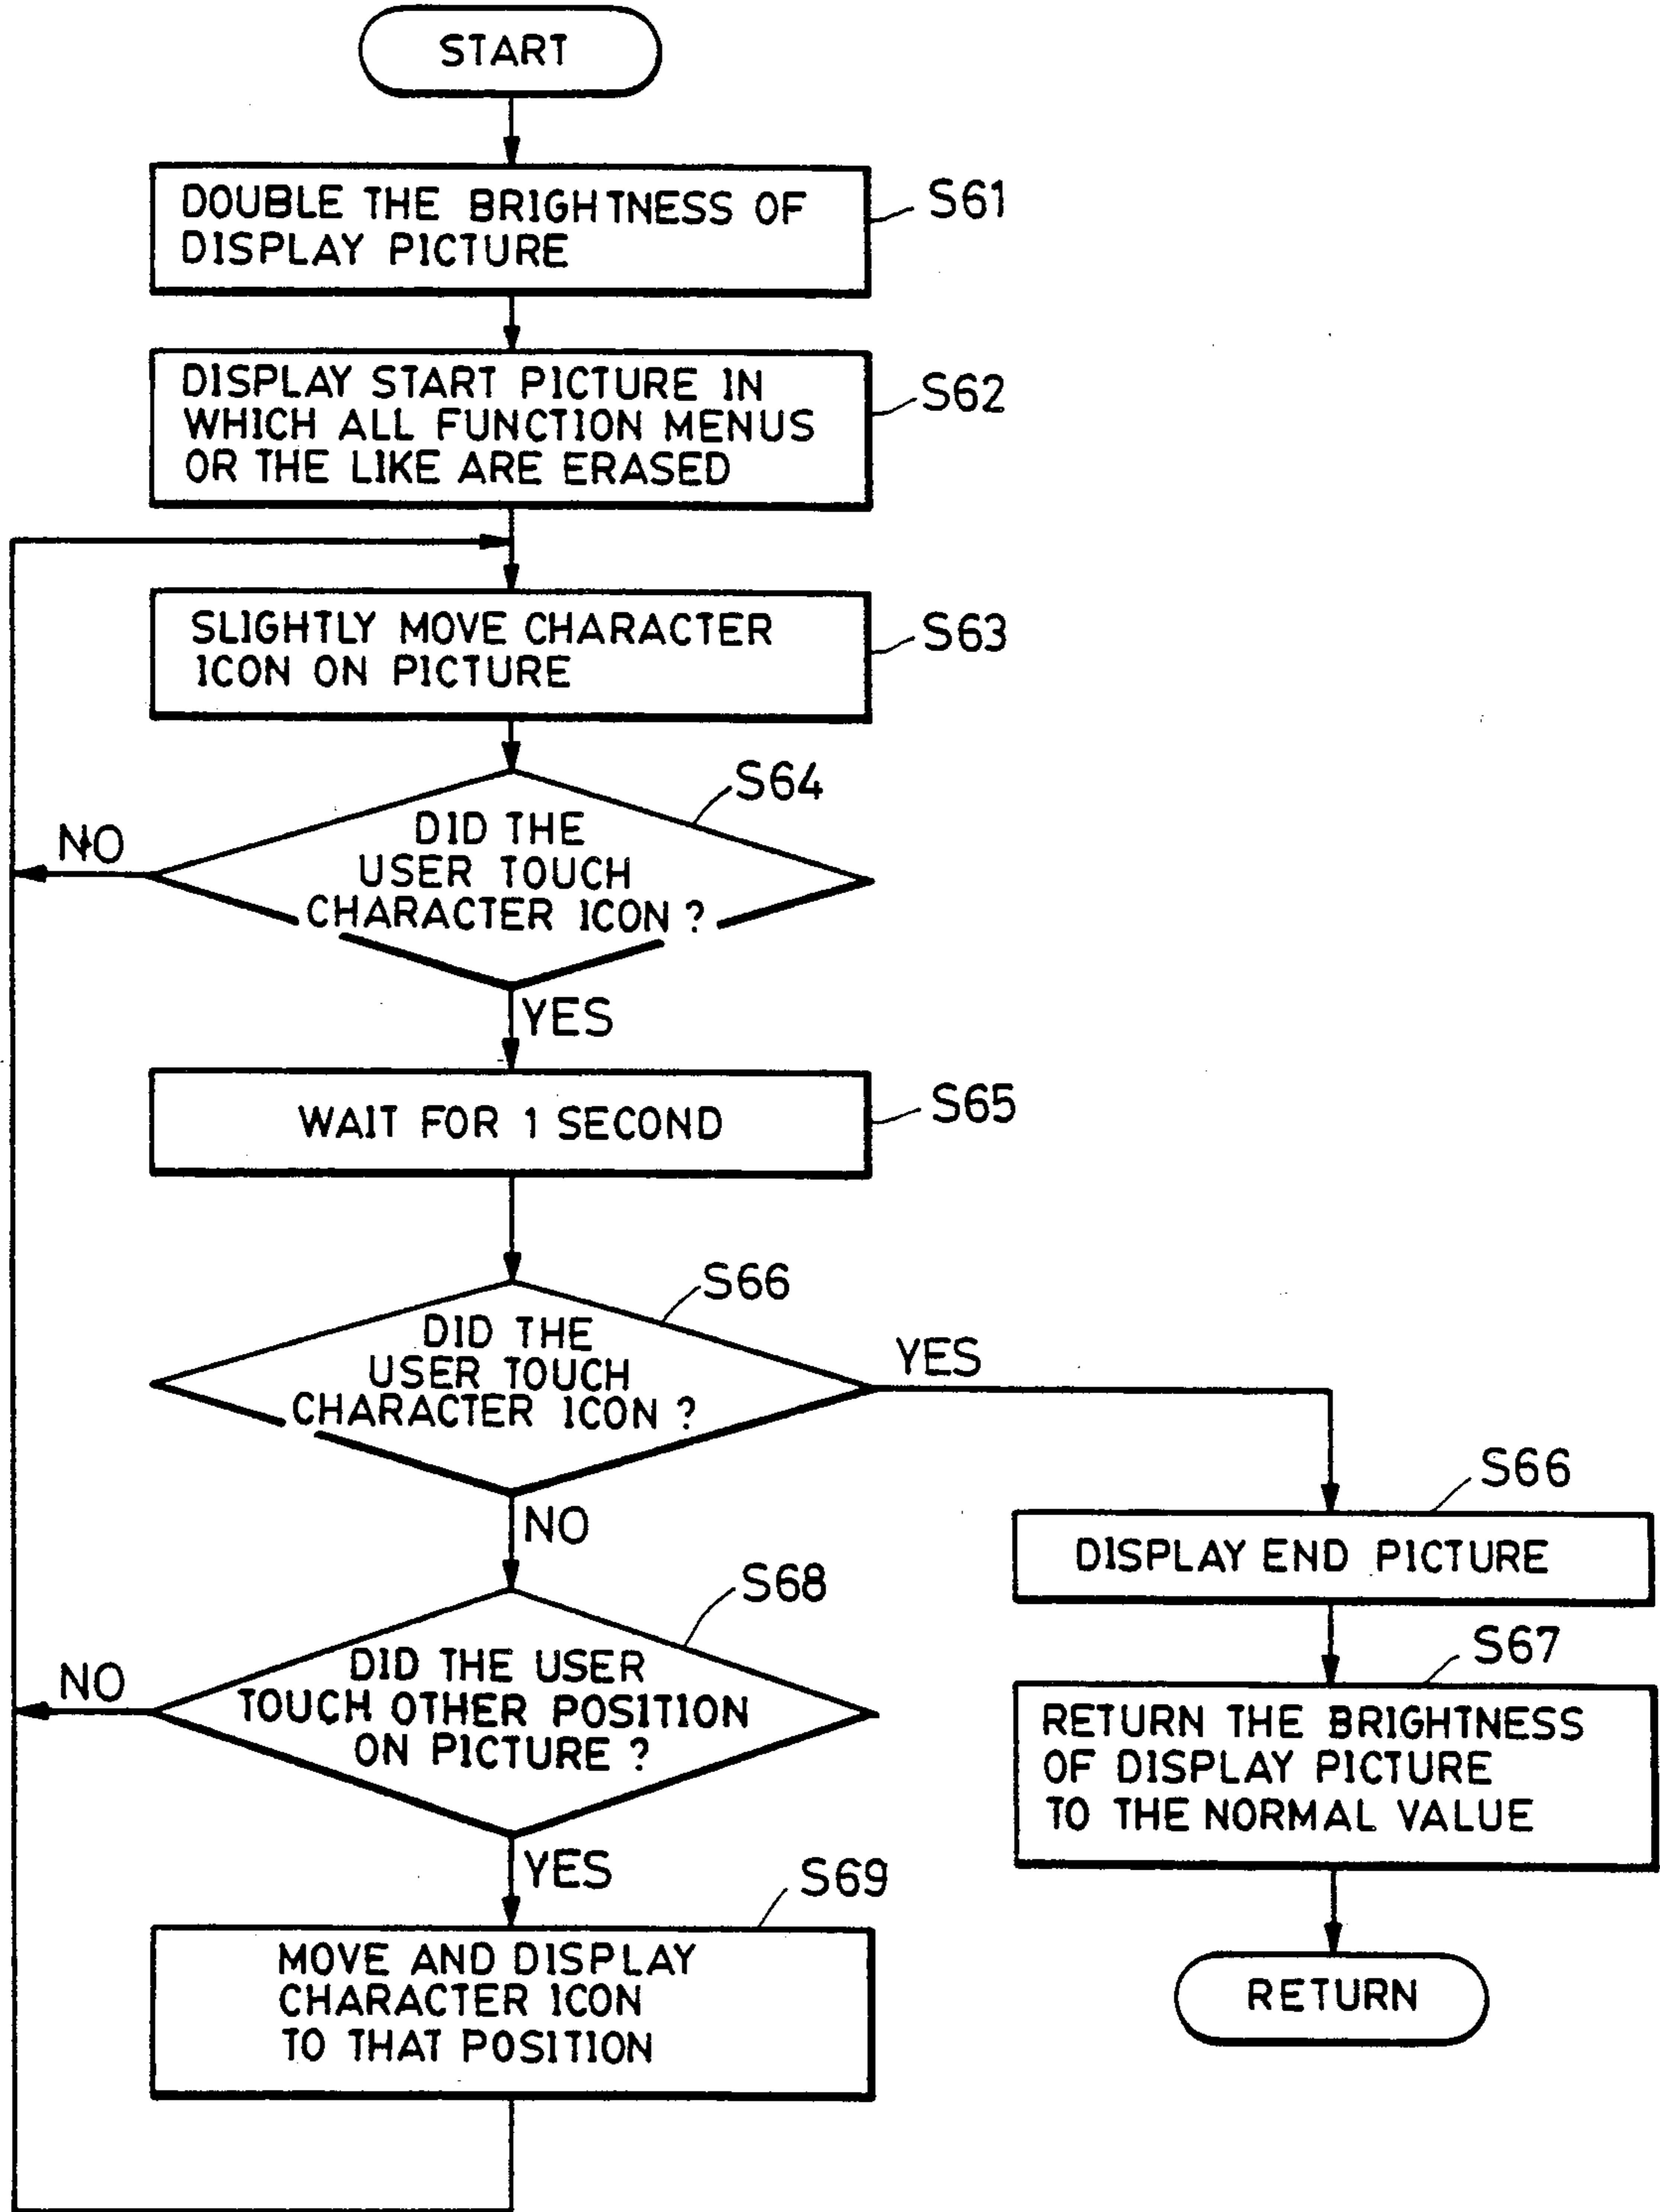 START
DOUBLE THE BRIGHTNESS OF
DISPLAY PICTURE
S61
DISPLAY START PICTURE IN
WHICH ALL FUNCTION MENUS
OR THE LIKE ARE ERASED
S62
SLIGHTLY MOVE CHARACTER
ICON ON PICTURE
S63
S64
DID THE
USER TOUCH
CHARACTER ICON ?
NO
YES
WAIT FOR 1 SECOND
S65
S66
DID THE
USER TOUCH
CHARACTER ICON ?
YES
NO
S66
DISPLAY END PICTURE
S67
RETURN THE BRIGHTNESS
OF DISPLAY PICTURE
TO THE NORMAL VALUE
RETURN
S68
DID THE USER
TOUCH OTHER POSITION
ON PICTURE ?
NO
YES
S69
MOVE AND DISPLAY
CHARACTER ICON
TO THAT POSITION